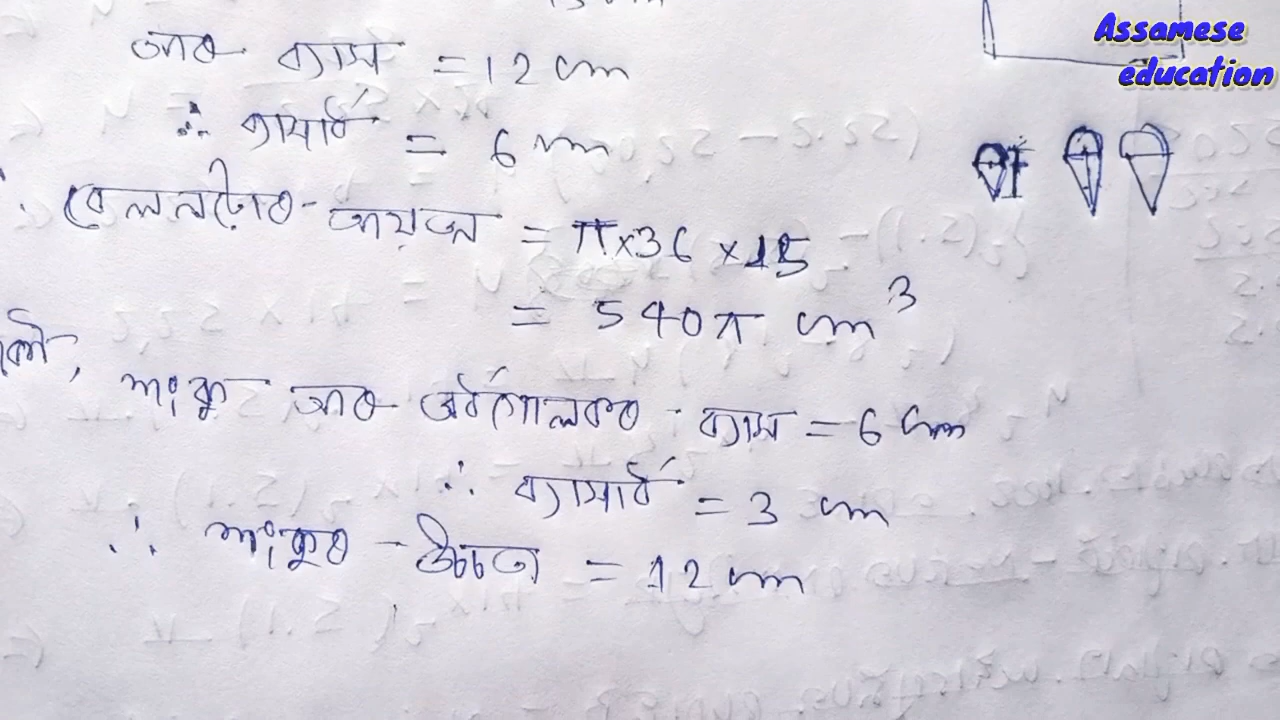 Assamese
education
আৰু ব্যাস = 12 cm
∴ ব্যাসাৰ্ধ = 6 cm
বেলনটোৰ আয়তন = π×36×15
= 540π cm³
শংকু আৰু অৰ্ধগোলকৰ ব্যাস = 6 cm
∴ ব্যাসাৰ্ধ = 3 cm
∴ শংকুৰ উচ্চতা = 12 cm